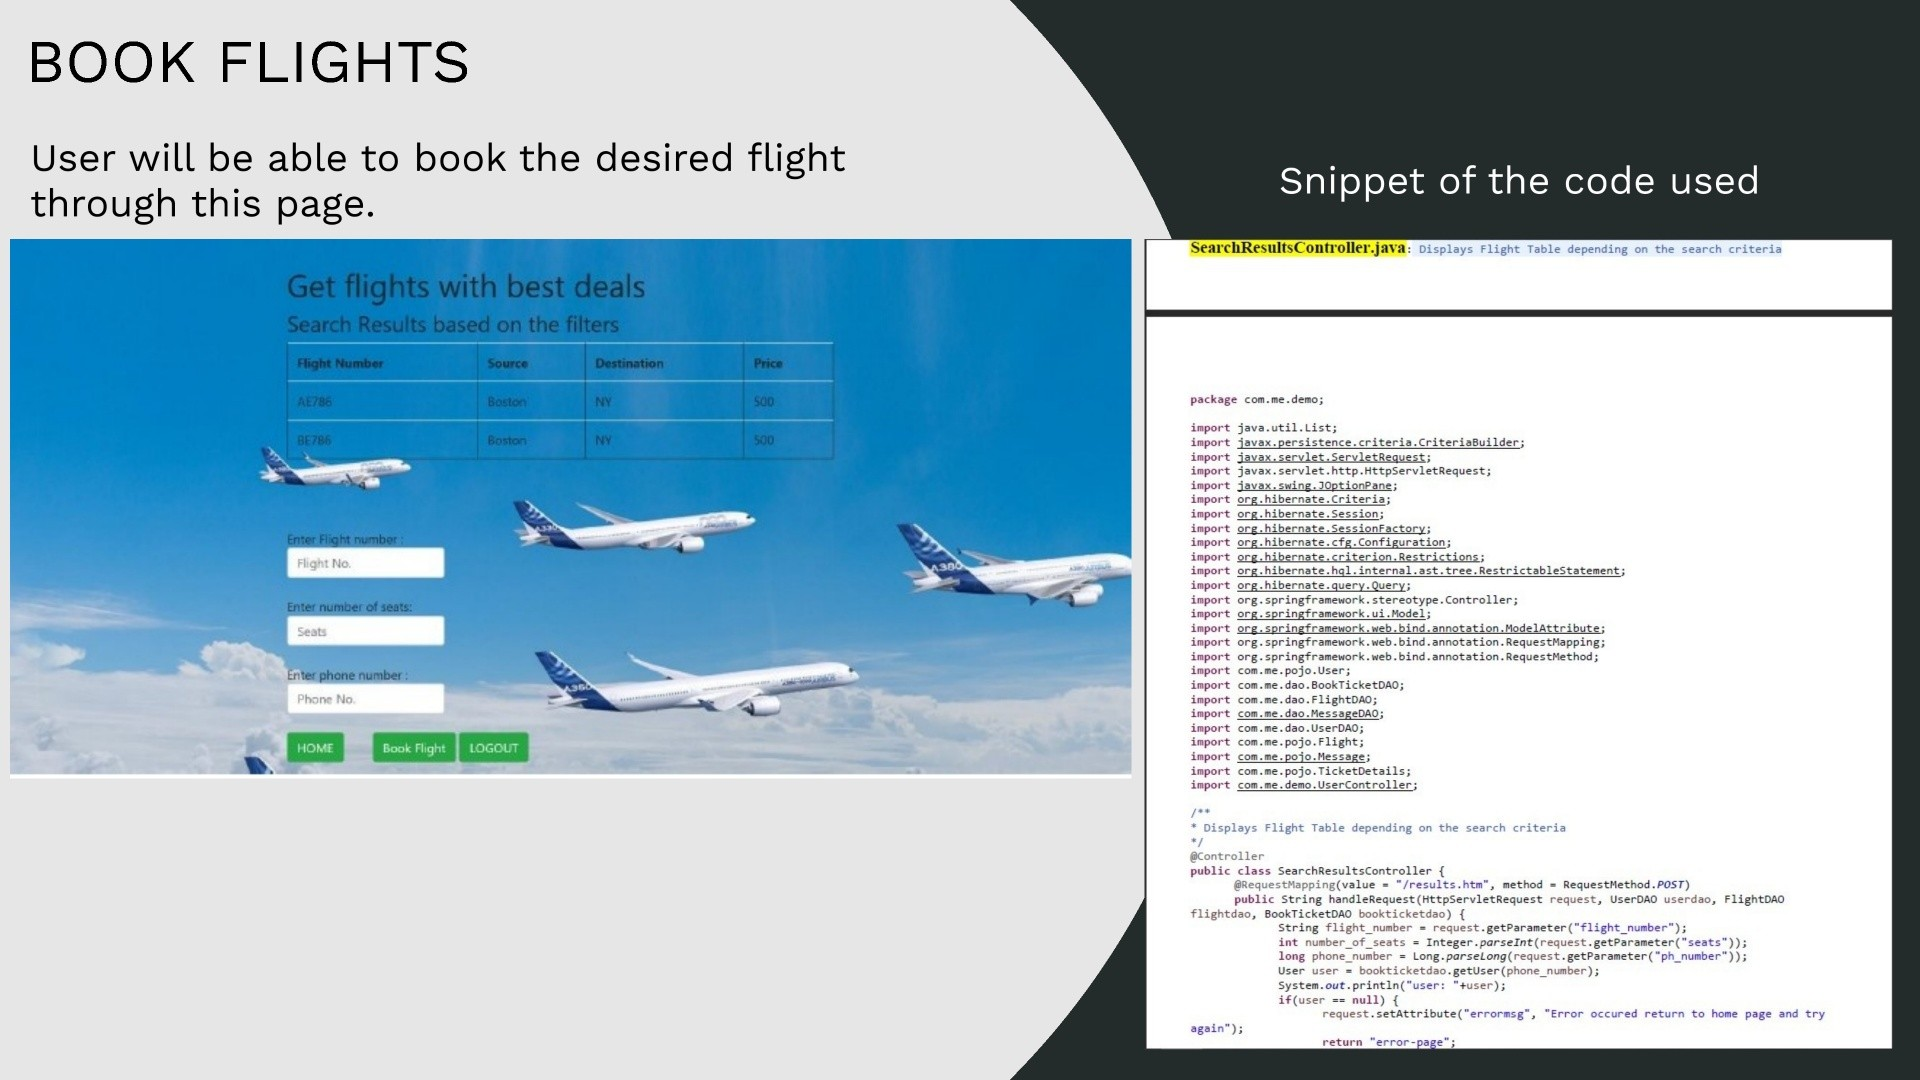 BOOK FLIGHTS
User will be able to book the desired flight
through this page.
Get flights with best deals
Search Results based on the filters
Flight Number Source Destination Price
AE786 Boston NY 500
BE786 Boston NY 500
A330
A380
A350
Enter Flight number :
Flight No.
Enter number of seats:
Seats
Enter phone number :
Phone No.
HOME Book Flight LOGOUT
Snippet of the code used
SearchResultsController.java: Displays Flight Table depending on the search criteria
package com.me.demo;
import java.util.List;
import javax.persistence.criteria.CriteriaBuilder;
import javax.servlet.ServletRequest;
import javax.servlet.http.HttpServletRequest;
import javax.swing.JOptionPane;
import org.hibernate.Criteria;
import org.hibernate.Session;
import org.hibernate.SessionFactory;
import org.hibernate.cfg.Configuration;
import org.hibernate.criterion.Restrictions;
import org.hibernate.hql.internal.ast.tree.RestrictableStatement;
import org.hibernate.query.Query;
import org.springframework.stereotype.Controller;
import org.springframework.ui.Model;
import org.springframework.web.bind.annotation.ModelAttribute;
import org.springframework.web.bind.annotation.RequestMapping;
import org.springframework.web.bind.annotation.RequestMethod;
import com.me.pojo.User;
import com.me.dao.BookTicketDAO;
import com.me.dao.FlightDAO;
import com.me.dao.MessageDAO;
import com.me.dao.UserDAO;
import com.me.pojo.Flight;
import com.me.pojo.Message;
import com.me.pojo.TicketDetails;
import com.me.demo.UserController;
/**
* Displays Flight Table depending on the search criteria
*/
@Controller
public class SearchResultsController {
@RequestMapping(value = "/results.htm", method = RequestMethod.POST)
public String handleRequest(HttpServletRequest request, UserDAO userdao, FlightDAO
flightdao, BookTicketDAO bookticketdao) {
String flight_number = request.getParameter("flight_number");
int number_of_seats = Integer.parseInt(request.getParameter("seats"));
long phone_number = Long.parseLong(request.getParameter("ph_number"));
User user = bookticketdao.getUser(phone_number);
System.out.println("user: "+user);
if(user == null) {
request.setAttribute("errormsg", "Error occured return to home page and try
again");
return "error-page";